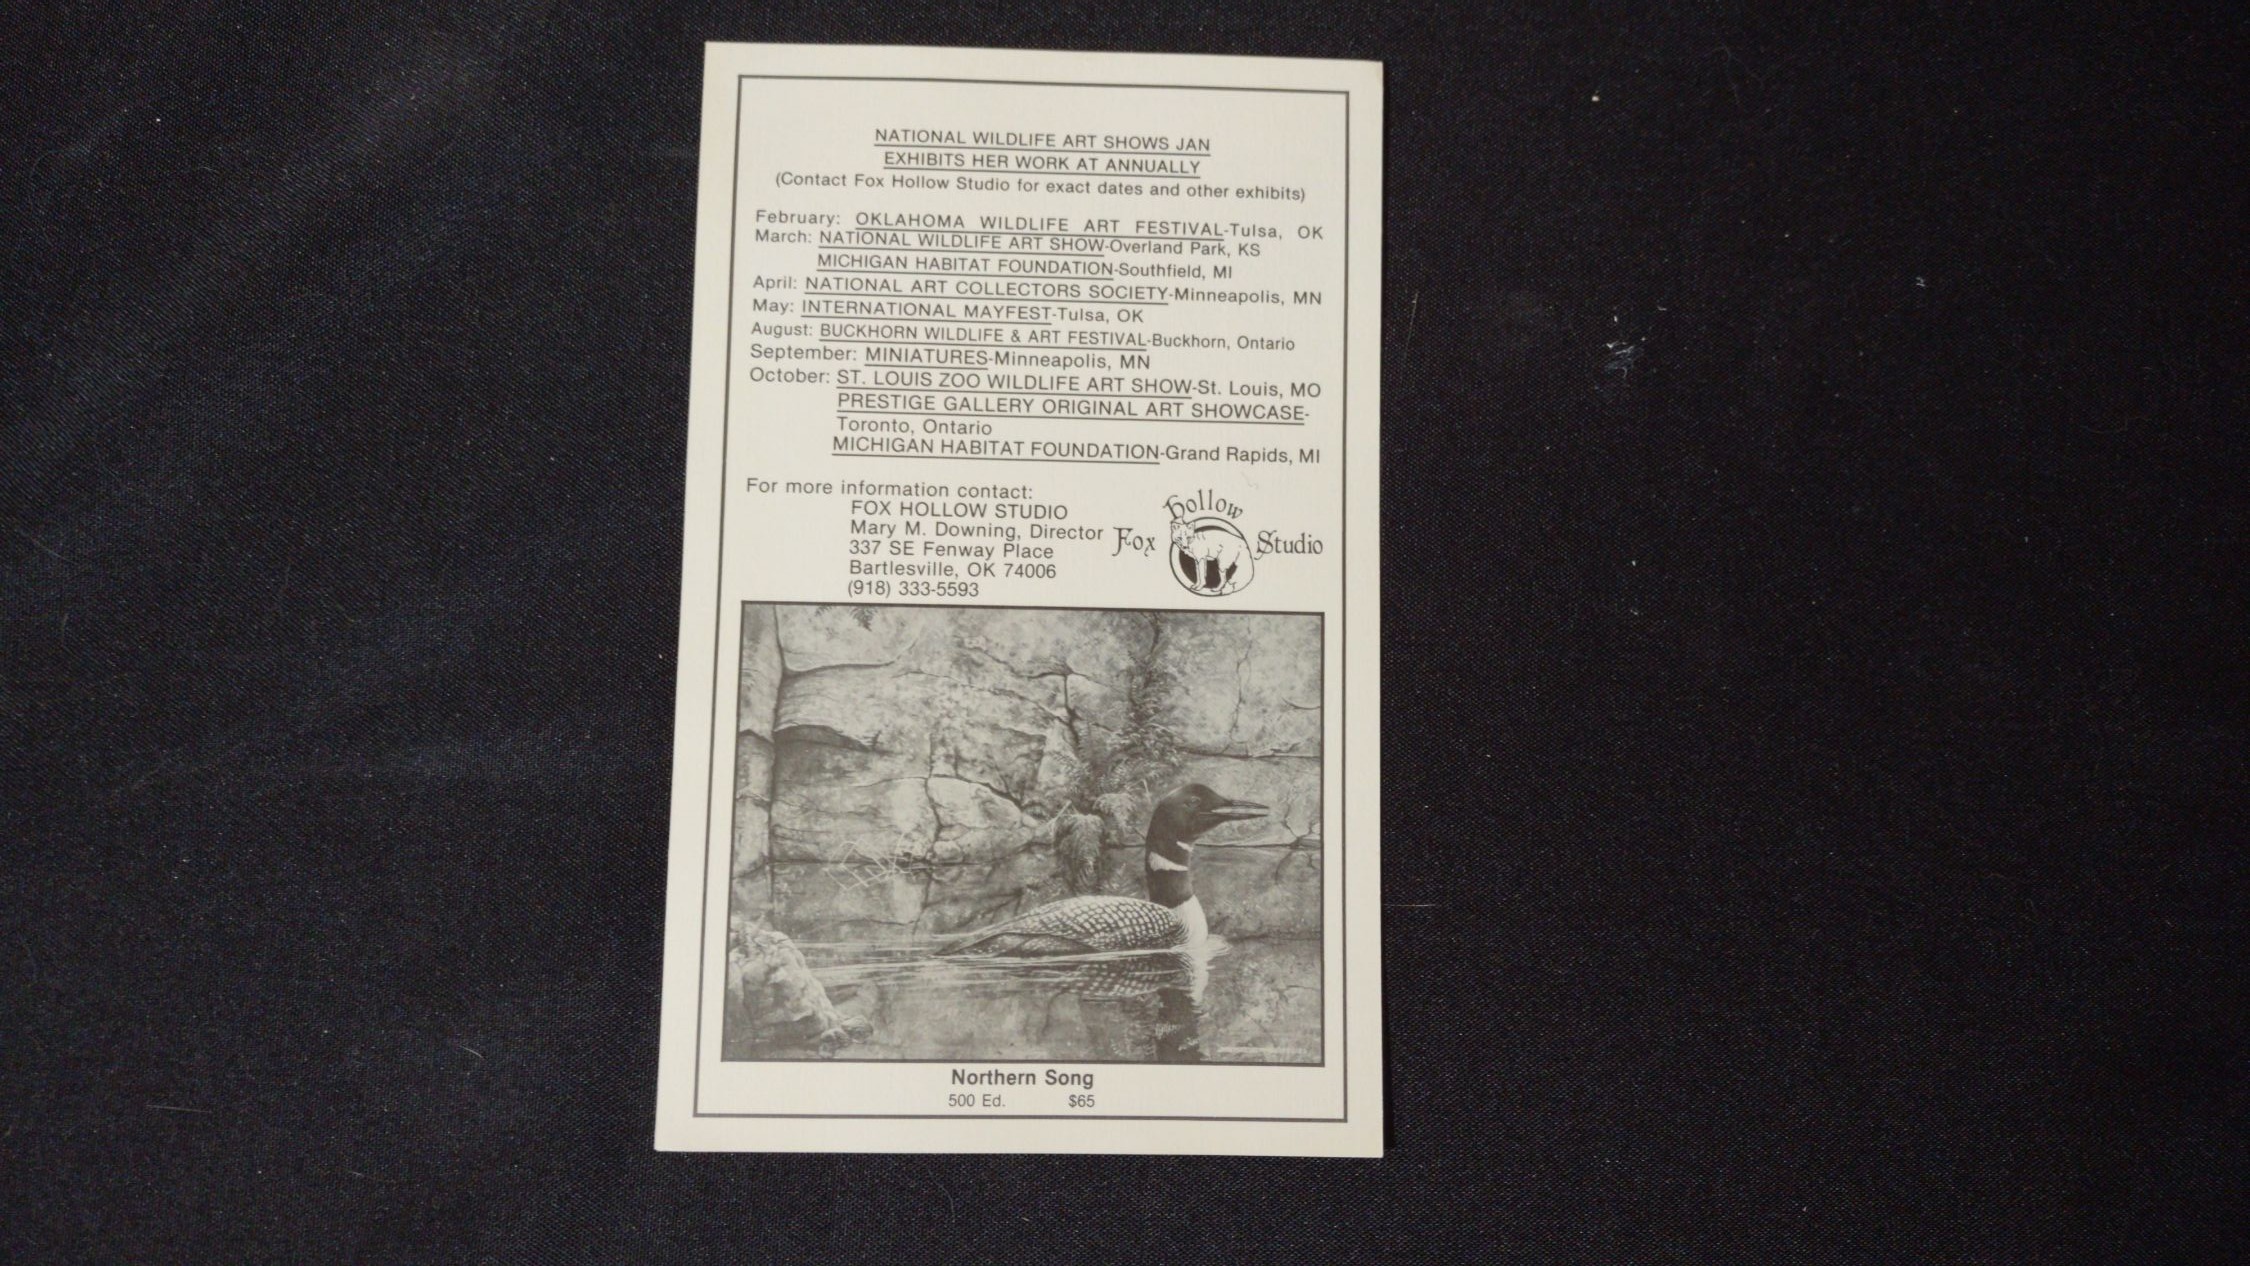 NATIONAL WILDLIFE ART SHOWS JAN
EXHIBITS HER WORK AT ANNUALLY
(Contact Fox Hollow Studio for exact dates and other exhibits)
February: OKLAHOMA WILDLIFE ART FESTIVAL-Tulsa, OK
March: NATIONAL WILDLIFE ART SHOW-Overland Park, KS
MICHIGAN HABITAT FOUNDATION-Southfield, MI
April: NATIONAL ART COLLECTORS SOCIETY-Minneapolis, MN
May: INTERNATIONAL MAYFEST-Tulsa, OK
August: BUCKHORN WILDLIFE & ART FESTIVAL-Buckhorn, Ontario
September: MINIATURES-Minneapolis, MN
October: ST. LOUIS ZOO WILDLIFE ART SHOW-St. Louis, MO
PRESTIGE GALLERY ORIGINAL ART SHOWCASE-
Toronto, Ontario
MICHIGAN HABITAT FOUNDATION-Grand Rapids, MI
For more information contact:
FOX HOLLOW STUDIO
Mary M. Downing, Director
337 SE Fenway Place
Bartlesville, OK 74006
(918) 333-5593
Fox Hollow Studio
Northern Song
500 Ed. $65